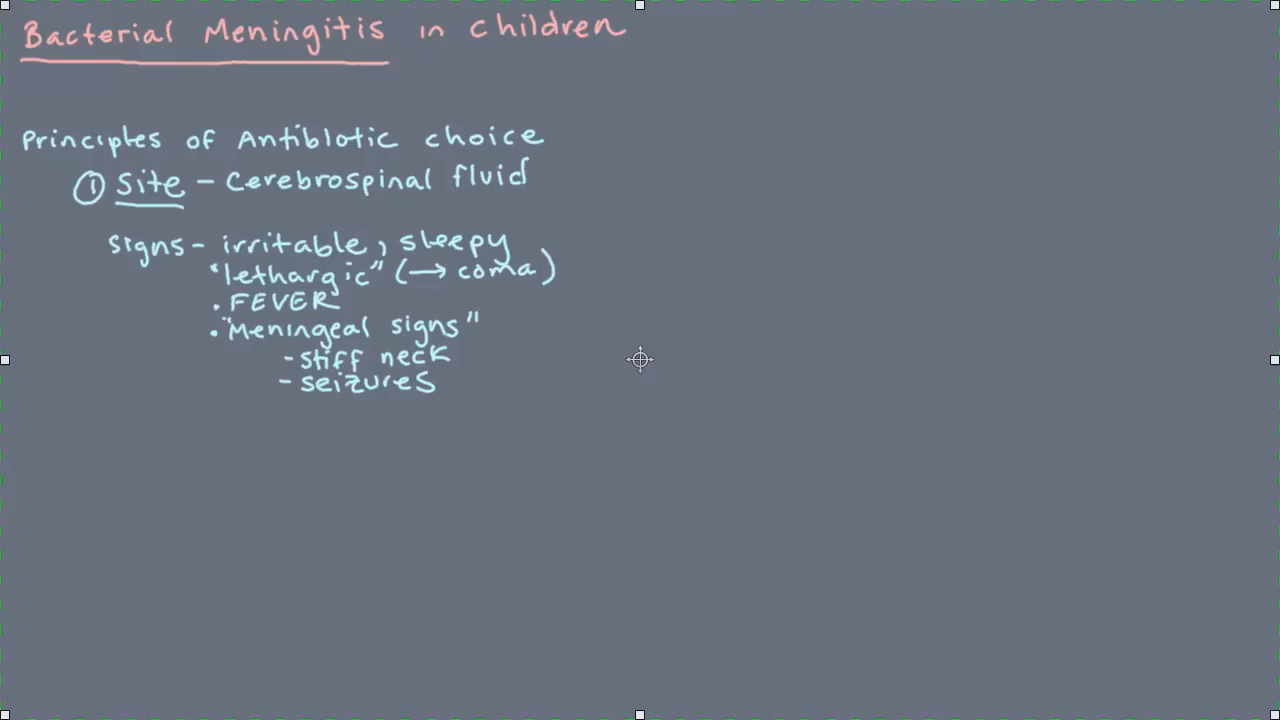 Bacterial Meningitis in children
Principles of Antibiotic choice
① Site - Cerebrospinal fluid
signs - irritable, sleepy
"lethargic" (→ coma)
• FEVER
• "Meningeal signs"
- stiff neck
- seizures